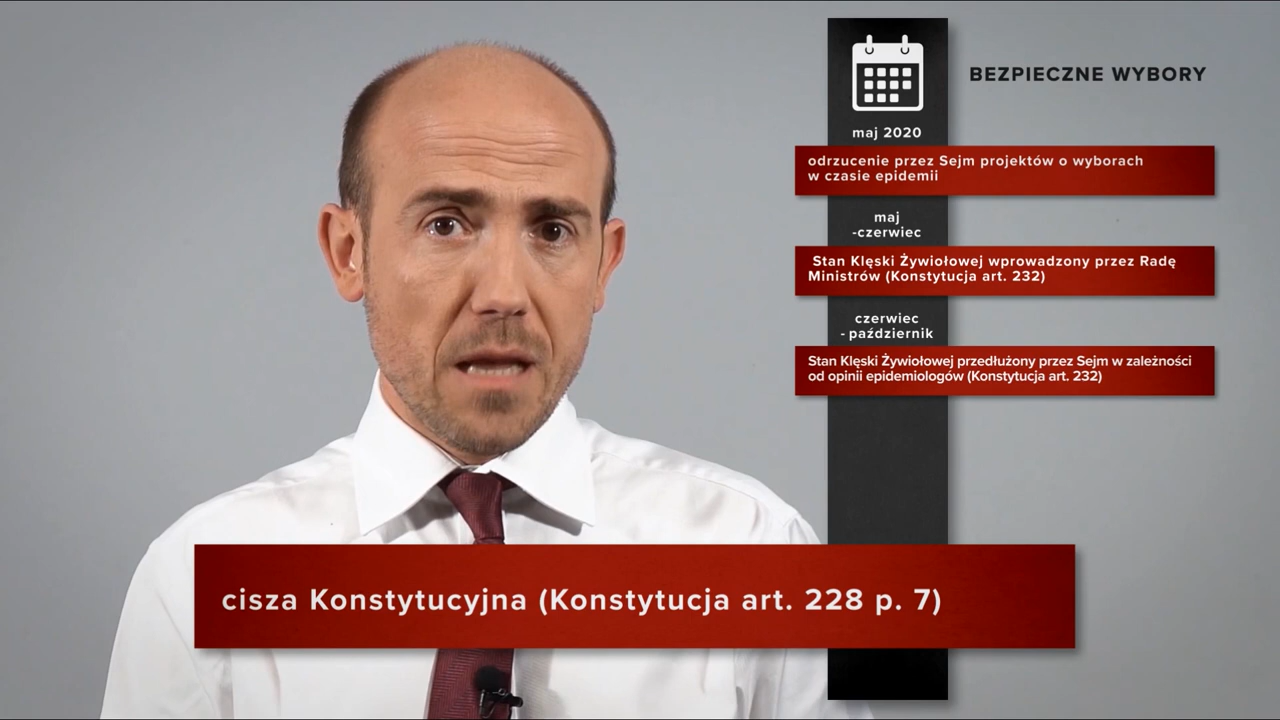 BEZPIECZNE WYBORY
maj 2020
odrzucenie przez Sejm projektów o wyborach
w czasie epidemii
maj
-czerwiec
Stan Klęski Żywiołowej wprowadzony przez Radę
Ministrów (Konstytucja art. 232)
czerwiec
- październik
Stan Klęski Żywiołowej przedłużony przez Sejm w zależności
od opinii epidemiologów (Konstytucja art. 232)
cisza Konstytucyjna (Konstytucja art. 228 p. 7)